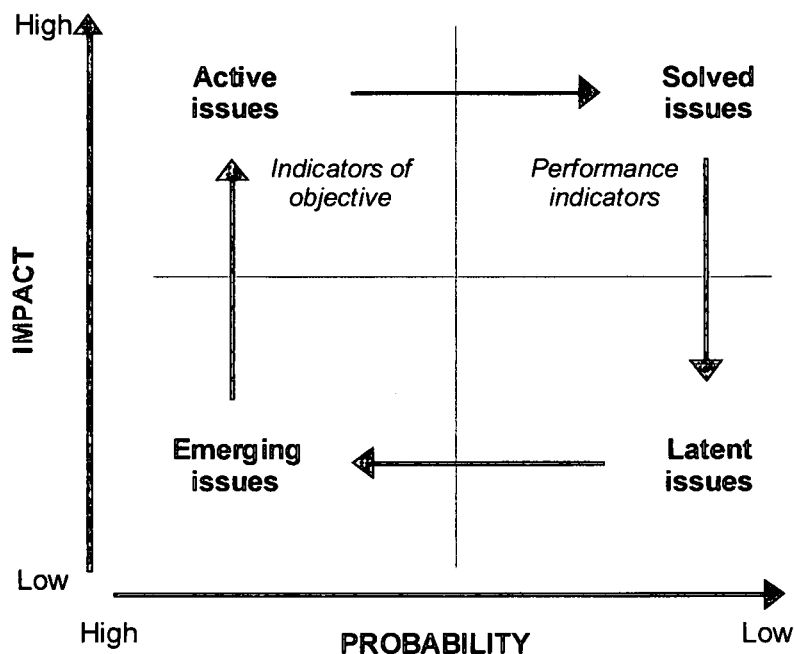 High
Active
issues
Solved
issues
Indicators of
objective
Performance
indicators
IMPACT
Emerging
issues
Latent
issues
Low
High
PROBABILITY
Low